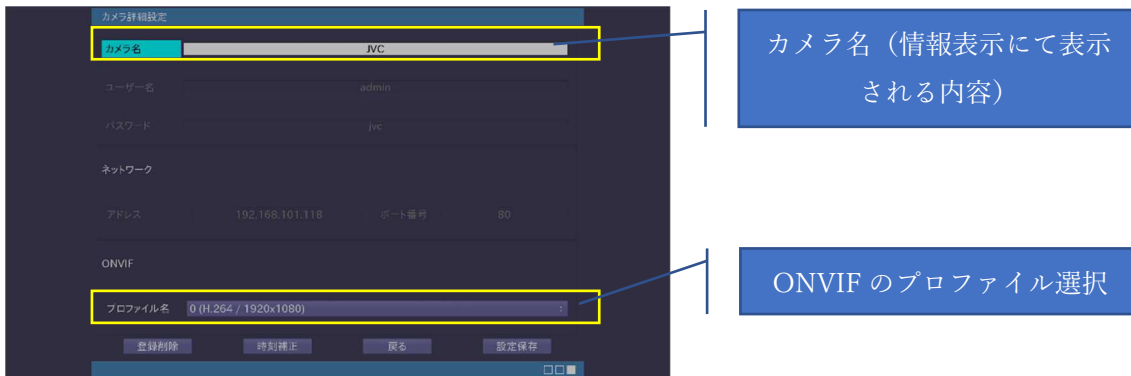 カメラ詳細設定
カメラ名 JVC
ユーザー名 admin
パスワード jvc
ネットワーク
アドレス 192.168.101.118 ポート番号 80
ONVIF
プロファイル名 0 (H.264 / 1920x1080)
登録削除 時刻補正 戻る 設定保存
カメラ名（情報表示にて表示
される内容）
ONVIF のプロファイル選択